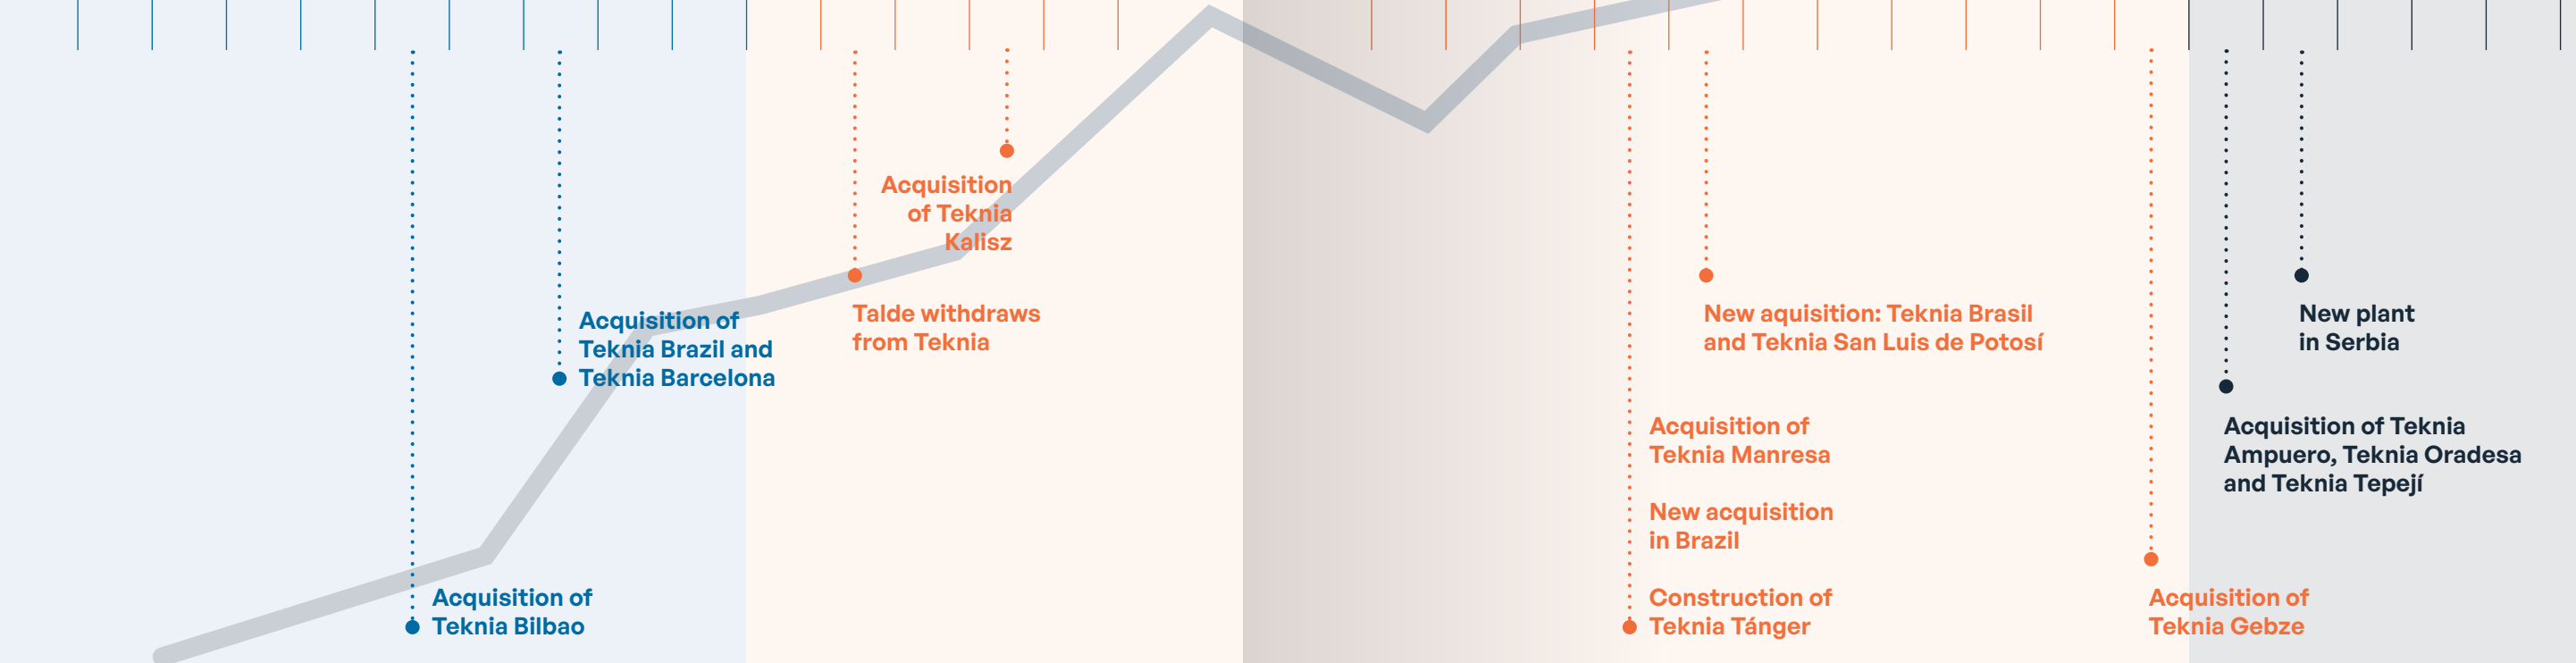 Acquisition of
Teknia Bilbao
Acquisition of
Teknia Brazil and
Teknia Barcelona
Talde withdraws
from Teknia
Acquisition
of Teknia
Kalisz
Acquisition of
Teknia Manresa
New acquisition
in Brazil
Construction of
Teknia Tánger
New aquisition: Teknia Brasil
and Teknia San Luis de Potosí
Acquisition of
Teknia Gebze
Acquisition of Teknia
Ampuero, Teknia Oradesa
and Teknia Tepejí
New plant
in Serbia